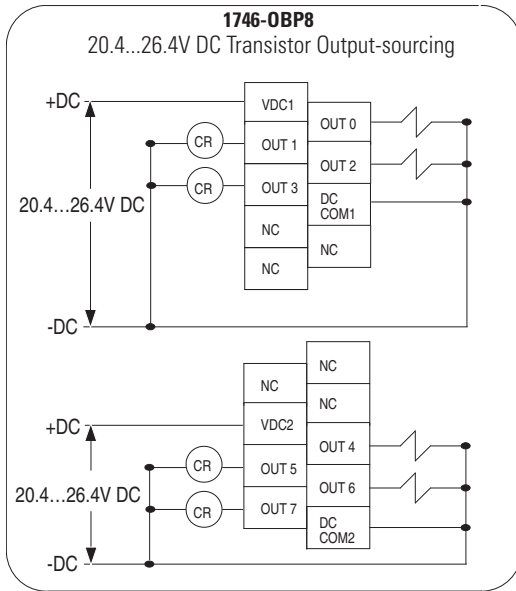 1746-OBP8
20.4...26.4V DC Transistor Output-sourcing
+DC
VDC1
OUT 0
CR
OUT 1
OUT 2
CR
OUT 3
DC
COM1
20.4...26.4V DC
NC
NC
NC
-DC
NC
NC
NC
+DC
VDC2
OUT 4
CR
OUT 5
OUT 6
20.4...26.4V DC
CR
OUT 7
DC
COM2
-DC